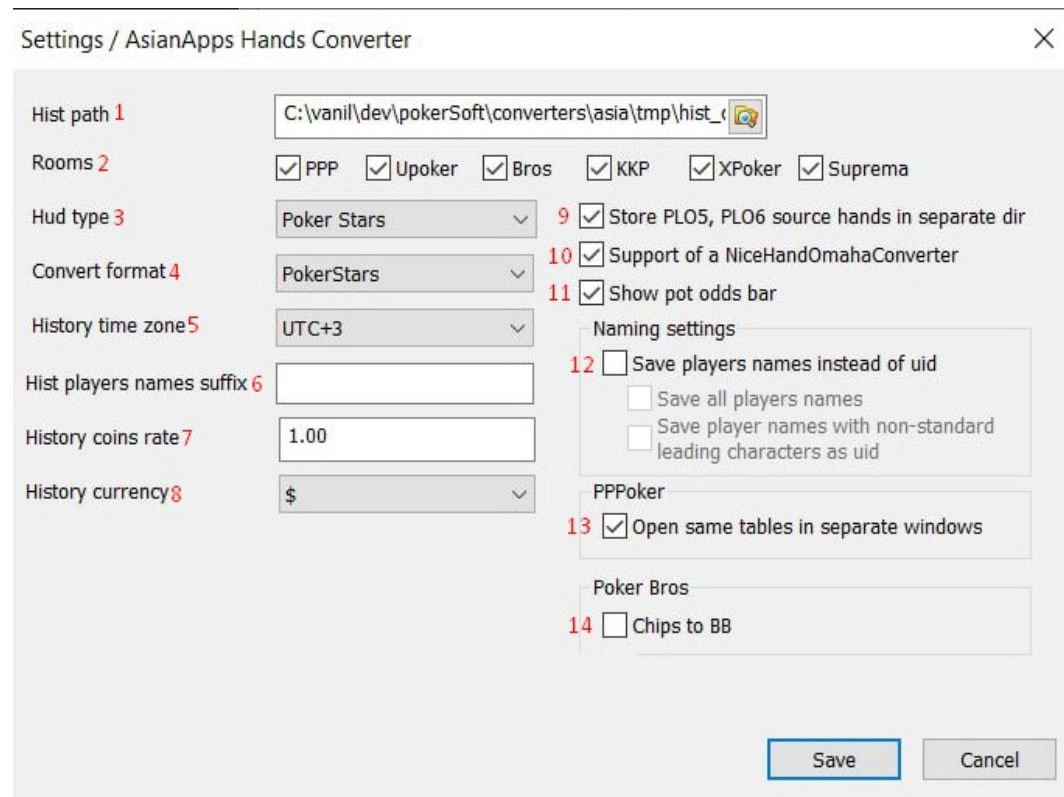 Settings / AsianApps Hands Converter
Hist path 1 C:\vanil\dev\pokerSoft\converters\asia\tmp\hist_
Rooms 2 PPP Upoker Bros KKP XPoker Suprema
Hud type 3 Poker Stars
Convert format 4 PokerStars
History time zone 5 UTC+3
Hist players names suffix 6
History coins rate 7 1.00
History currency 8 $
9 Store PLO5, PLO6 source hands in separate dir
10 Support of a NiceHandOmahaConverter
11 Show pot odds bar
Naming settings
12 Save players names instead of uid
Save all players names
Save player names with non-standard
leading characters as uid
PPPoker
13 Open same tables in separate windows
Poker Bros
14 Chips to BB
Save Cancel